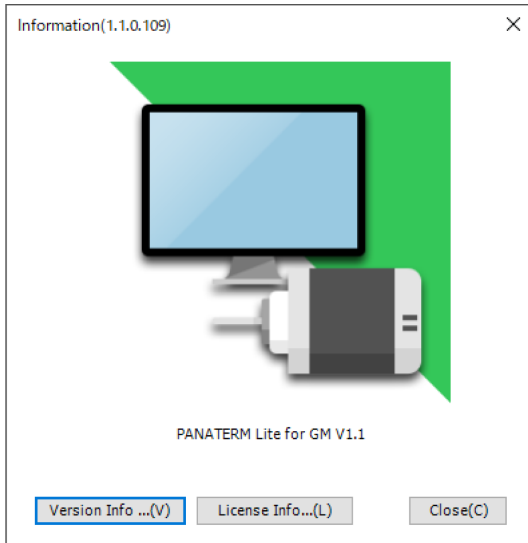 Information(1.1.0.109)
PANATERM Lite for GM V1.1
Version Info ...(V)
License Info...(L)
Close(C)